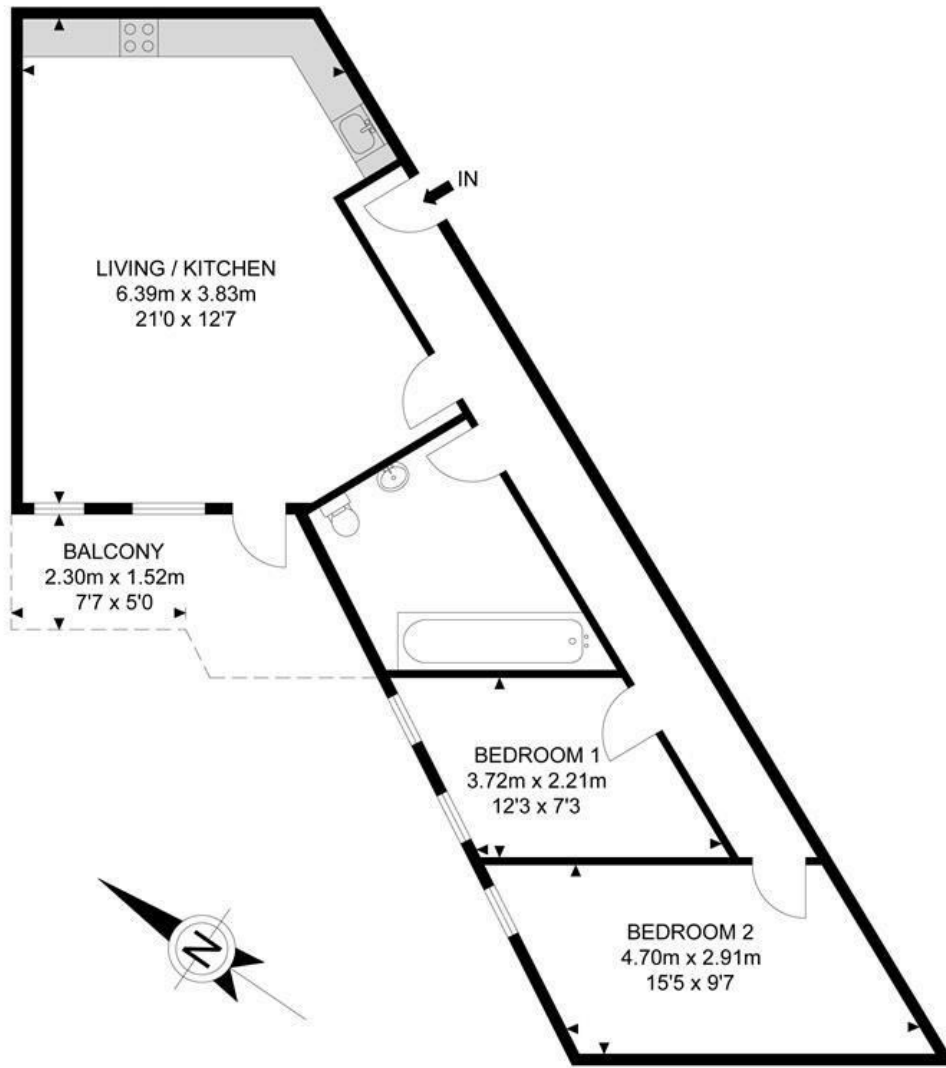 IN
LIVING / KITCHEN
6.39m x 3.83m
21'0 x 12'7
BALCONY
2.30m x 1.52m
7'7 x 5'0
BEDROOM 1
3.72m x 2.21m
12'3 x 7'3
BEDROOM 2
4.70m x 2.91m
15'5 x 9'7
N